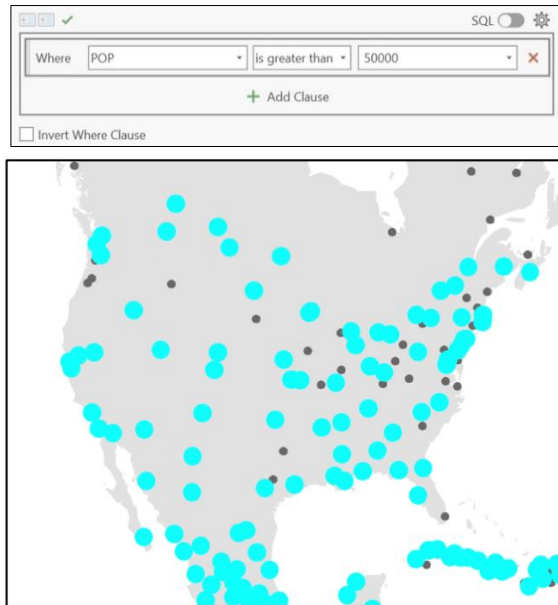 SQL
Where POP is greater than 50000
Add Clause
Invert Where Clause